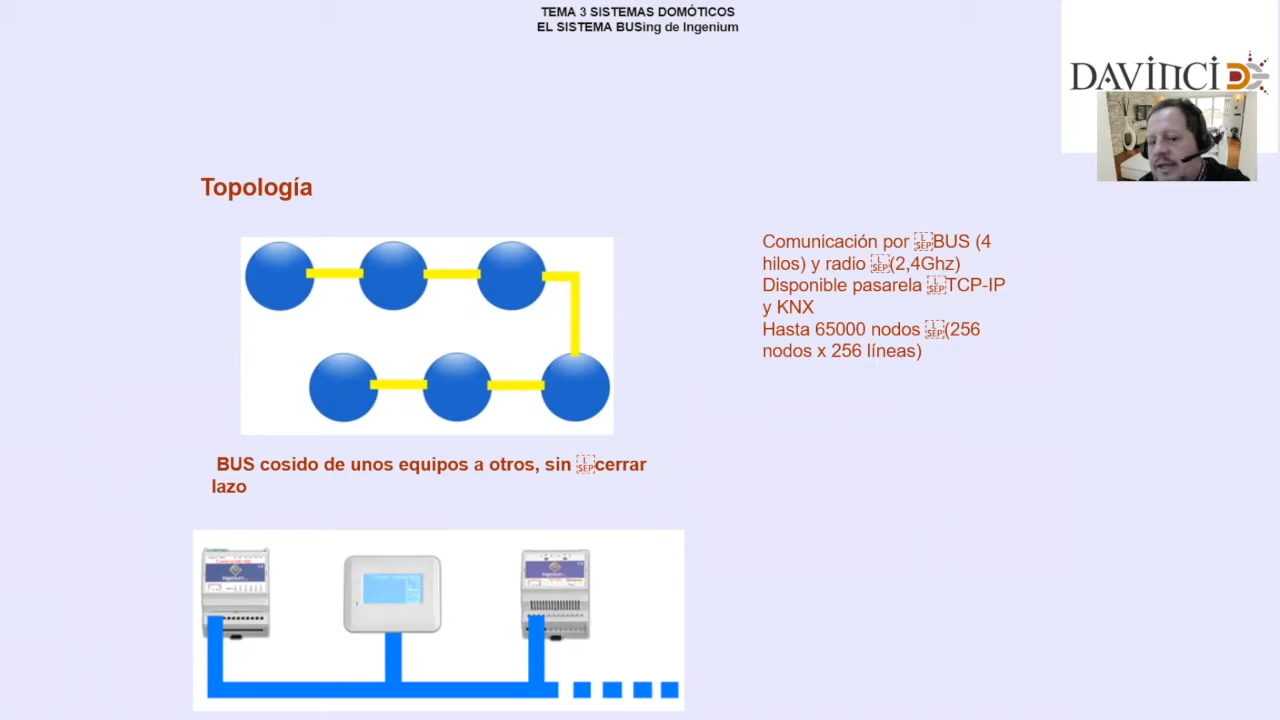 TEMA 3 SISTEMAS DOMÓTICOS
EL SISTEMA BUSing de Ingenium
DAVINCI
Topología
Comunicación por BUS (4
hilos) y radio (2,4Ghz)
Disponible pasarela TCP-IP
y KNX
Hasta 65000 nodos (256
nodos x 256 líneas)
BUS cosido de unos equipos a otros, sin cerrar
lazo